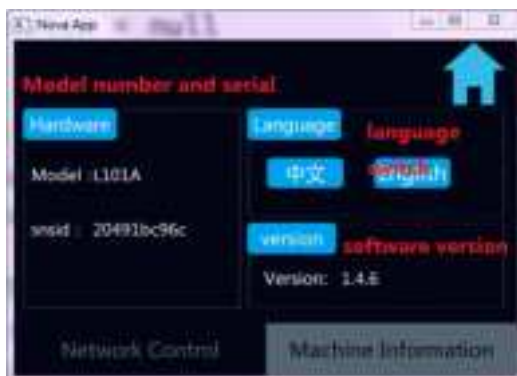 Nova App
= null
Model number and serial
Hardware
Model :L101A
snsid : 20491bc96c
Language
language
中文
English
version
software version
Version: 1.4.6
Network Control
Machine Information